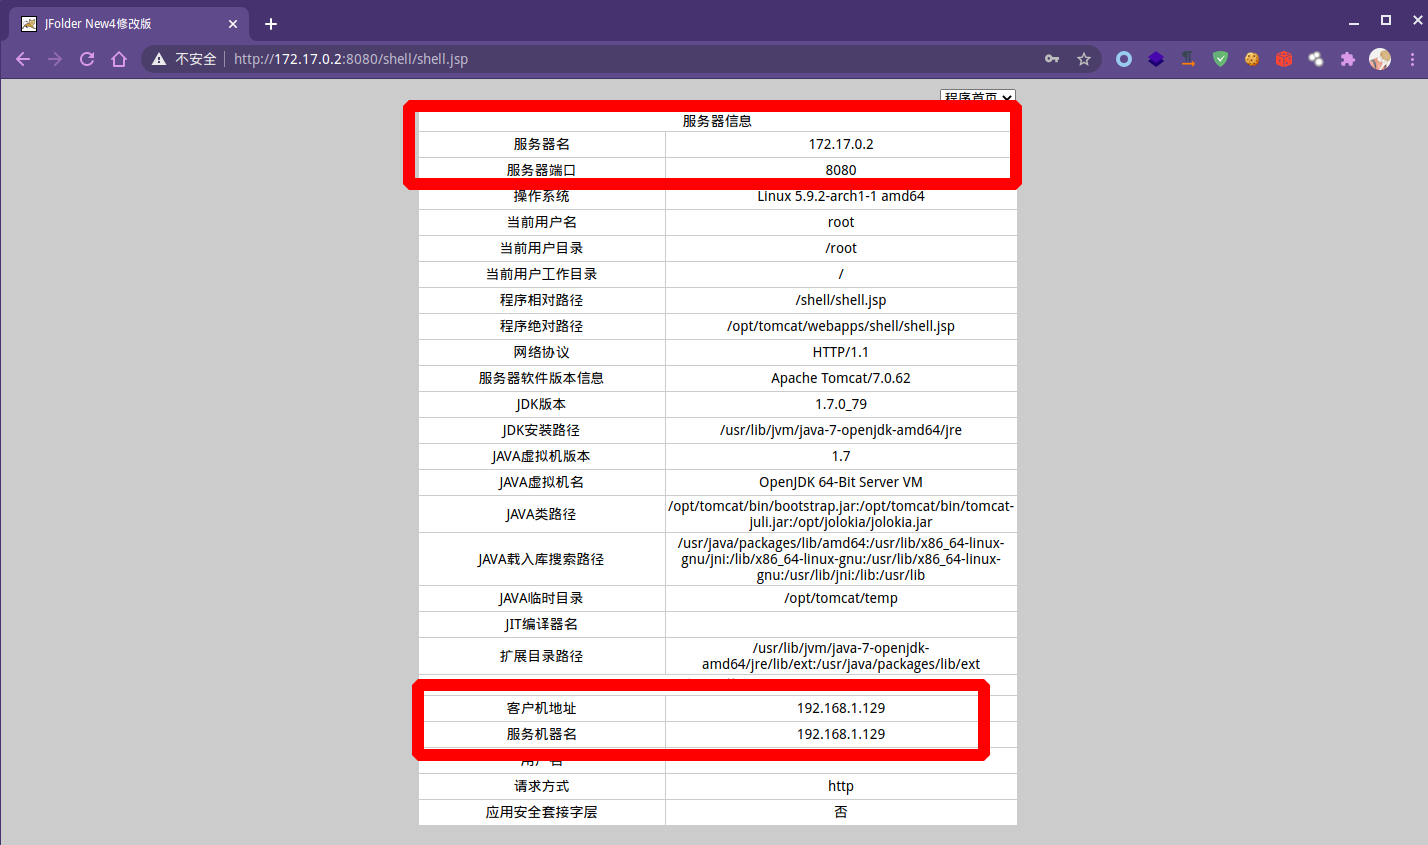 JFolder New4修改版
不安全
http://172.17.0.2:8080/shell/shell.jsp
程序首页
服务器信息
服务器名 172.17.0.2
服务器端口 8080
操作系统 Linux 5.9.2-arch1-1 amd64
当前用户名 root
当前用户目录 /root
当前用户工作目录 /
程序相对路径 /shell/shell.jsp
程序绝对路径 /opt/tomcat/webapps/shell/shell.jsp
网络协议 HTTP/1.1
服务器软件版本信息 Apache Tomcat/7.0.62
JDK版本 1.7.0_79
JDK安装路径 /usr/lib/jvm/java-7-openjdk-amd64/jre
JAVA虚拟机版本 1.7
JAVA虚拟机名 OpenJDK 64-Bit Server VM
JAVA类路径 /opt/tomcat/bin/bootstrap.jar:/opt/tomcat/bin/tomcat-
juli.jar:/opt/jolokia/jolokia.jar
JAVA载入库搜索路径 /usr/java/packages/lib/amd64:/usr/lib/x86_64-linux-
gnu/jni:/lib/x86_64-linux-gnu:/usr/lib/x86_64-linux-
gnu:/usr/lib/jni:/lib:/usr/lib
JAVA临时目录 /opt/tomcat/temp
JIT编译器名
扩展目录路径 /usr/lib/jvm/java-7-openjdk-
amd64/jre/lib/ext:/usr/java/packages/lib/ext
客户机地址 192.168.1.129
服务机器名 192.168.1.129
用户名
请求方式 http
应用安全套接字层 否